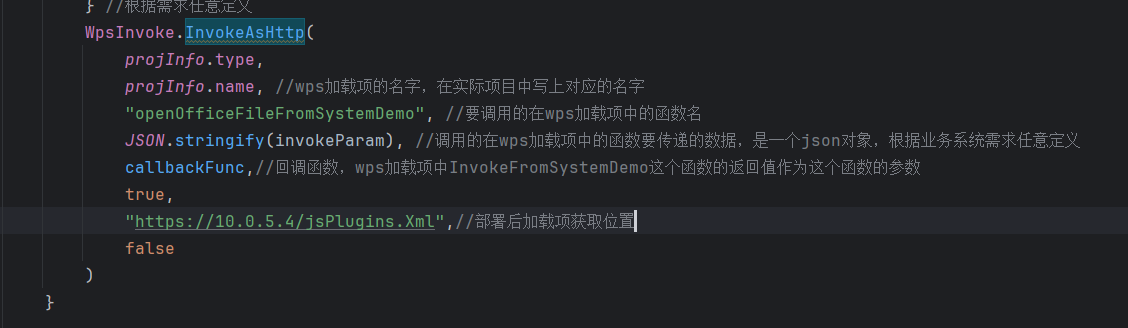 } //根据需求任意定义
WpsInvoke.InvokeAsHttp(
projInfo.type,
projInfo.name, //wps加载项的名字，在实际项目中写上对应的名字
"openOfficeFileFromSystemDemo", //要调用的在wps加载项中的函数名
JSON.stringify(invokeParam), //调用的在wps加载项中的函数要传递的数据，是一个json对象，根据业务系统需求任意定义
callbackFunc,//回调函数，wps加载项中InvokeFromSystemDemo这个函数的返回值作为这个函数的参数
true,
"https://10.0.5.4/jsPlugins.Xml",//部署后加载项获取位置
false
)
}